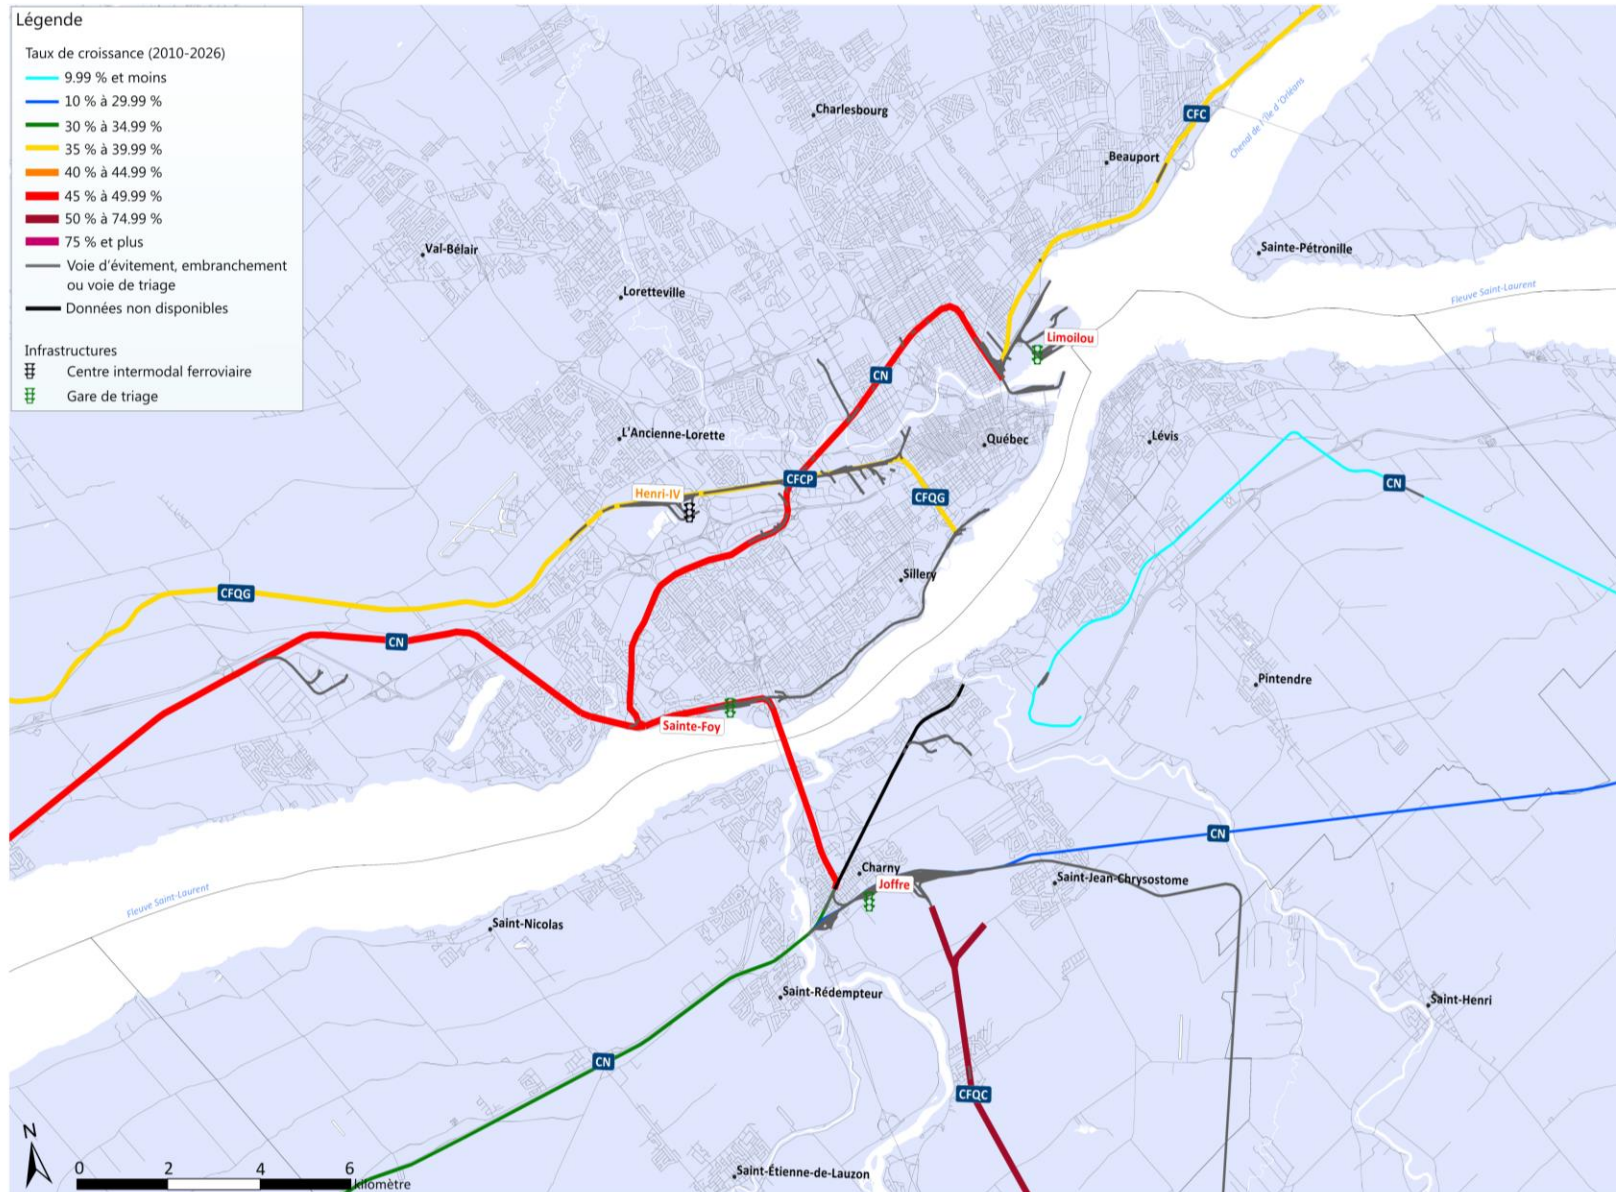 Légende
Taux de croissance (2010-2026)
9.99 % et moins
10 % à 29.99 %
30 % à 34.99 %
35 % à 39.99 %
40 % à 44.99 %
45 % à 49.99 %
50 % à 74.99 %
75 % et plus
Voie d'évitement, embranchement
ou voie de triage
Données non disponibles
Infrastructures
Centre intermodal ferroviaire
Gare de triage
Charlesbourg
CFC
Chenal de l'Île d'Orléans
Beauport
Val-Bélair
Sainte-Pétronille
Loretteville
Fleuve Saint-Laurent
Limoilou
CN
L'Ancienne-Lorette
Québec
Lévis
CFCP
CN
Henri-IV
CFQG
Sillery
CFQG
CN
Pintendre
Sainte-Foy
CN
Charny
Saint-Jean-Chrysostome
Joffre
Fleuve Saint-Laurent
Saint-Nicolas
Saint-Rédempteur
Saint-Henri
CN
CFQC
N
0 2 4 6
kilomètre
Saint-Étienne-de-Lauzon